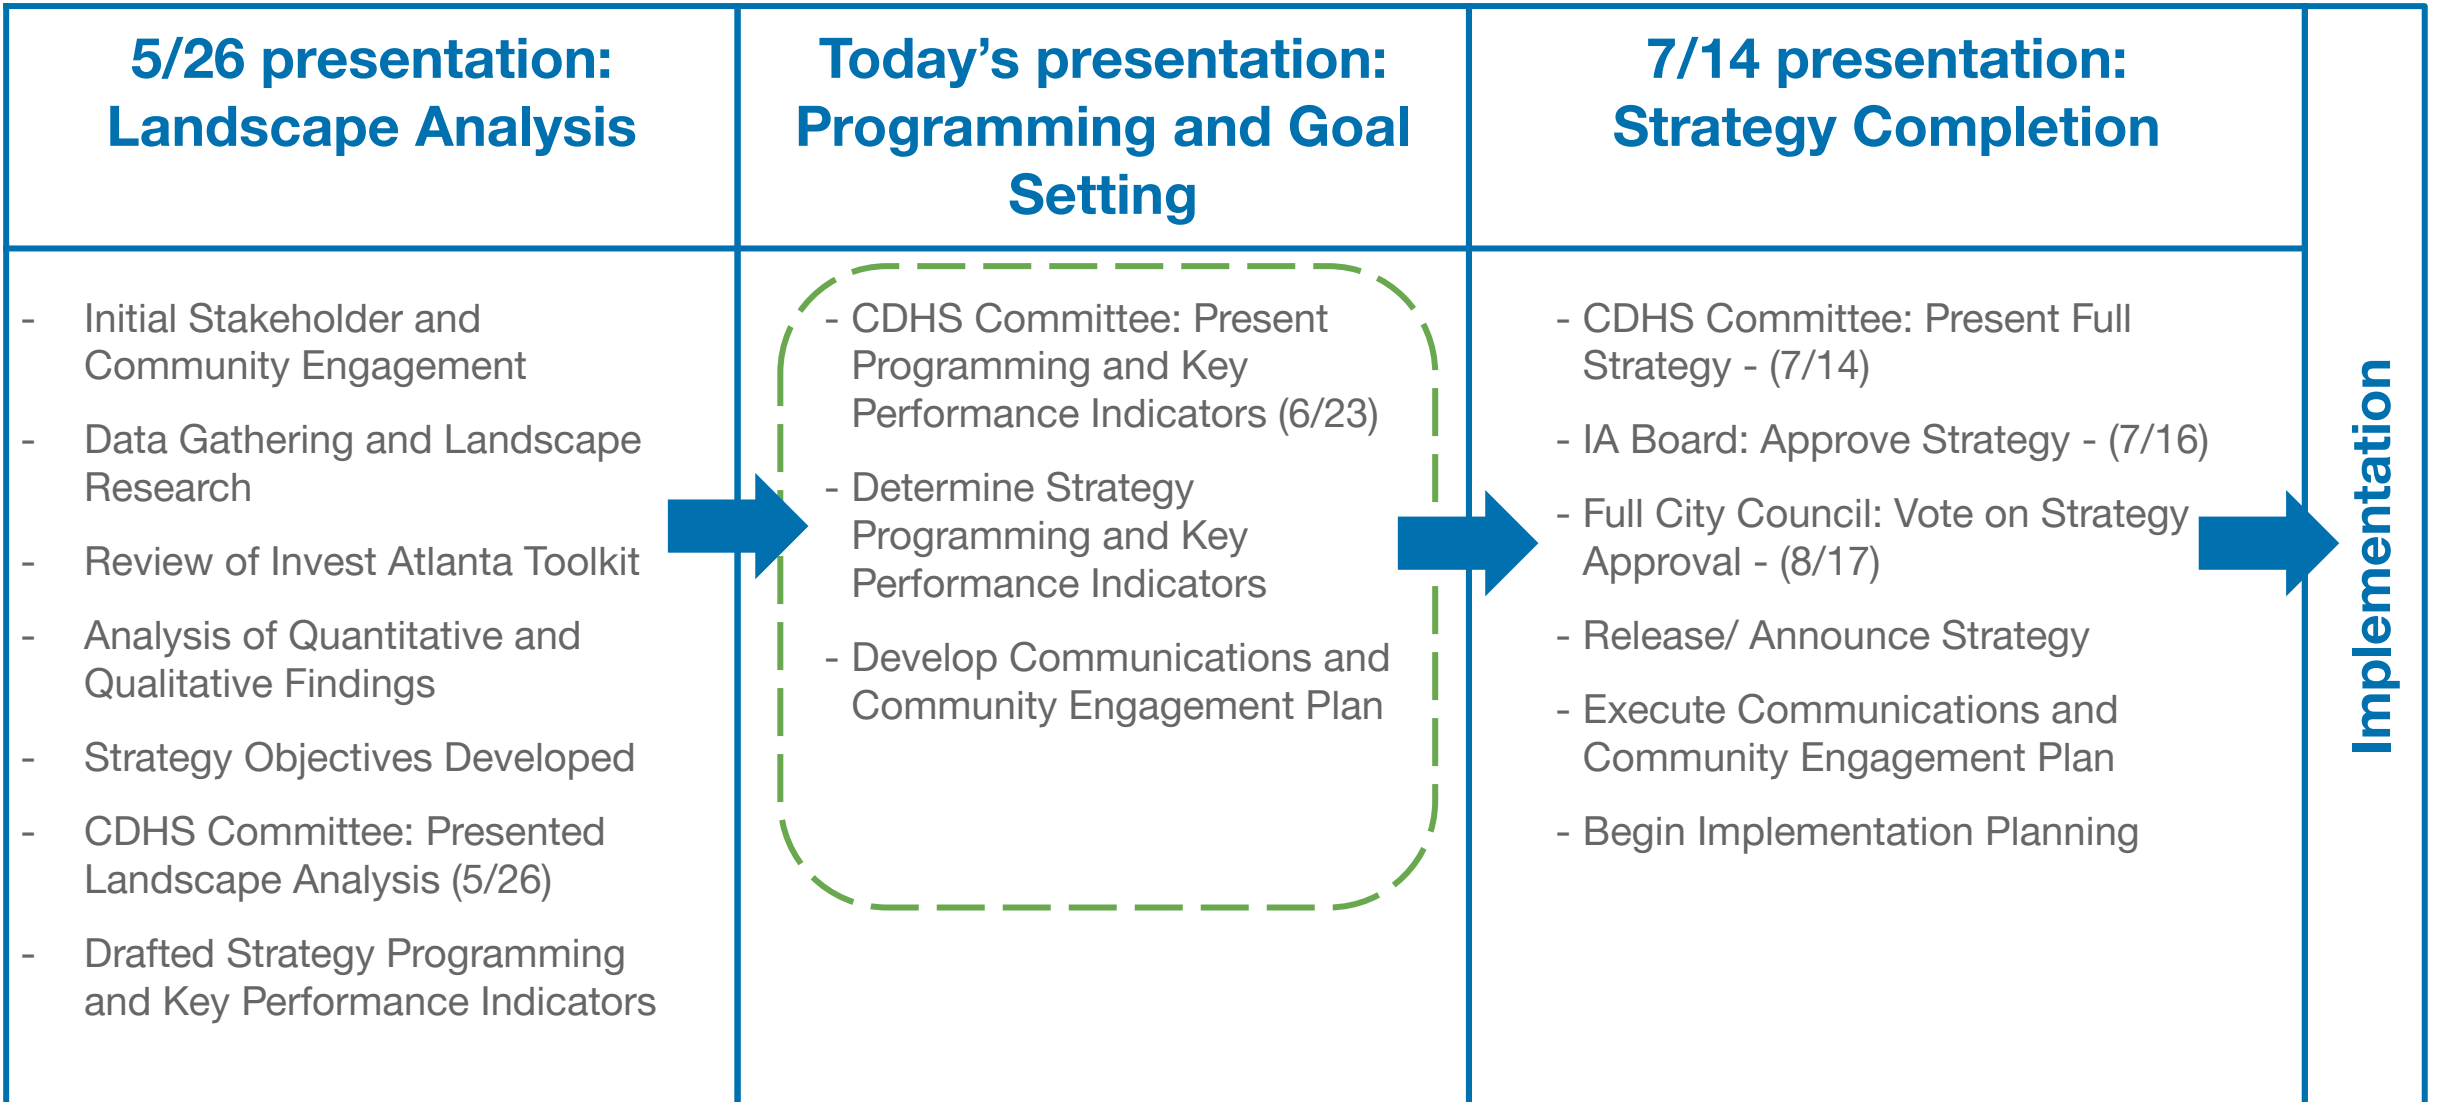 5/26 presentation:
Landscape Analysis
Today’s presentation:
Programming and Goal
Setting
7/14 presentation:
Strategy Completion
- Initial Stakeholder and
Community Engagement
- Data Gathering and Landscape
Research
- Review of Invest Atlanta Toolkit
- Analysis of Quantitative and
Qualitative Findings
- Strategy Objectives Developed
- CDHS Committee: Presented
Landscape Analysis (5/26)
- Drafted Strategy Programming
and Key Performance Indicators
- CDHS Committee: Present
Programming and Key
Performance Indicators (6/23)
- Determine Strategy
Programming and Key
Performance Indicators
- Develop Communications and
Community Engagement Plan
- CDHS Committee: Present Full
Strategy - (7/14)
- IA Board: Approve Strategy - (7/16)
- Full City Council: Vote on Strategy
Approval - (8/17)
- Release/ Announce Strategy
- Execute Communications and
Community Engagement Plan
- Begin Implementation Planning
Implementation